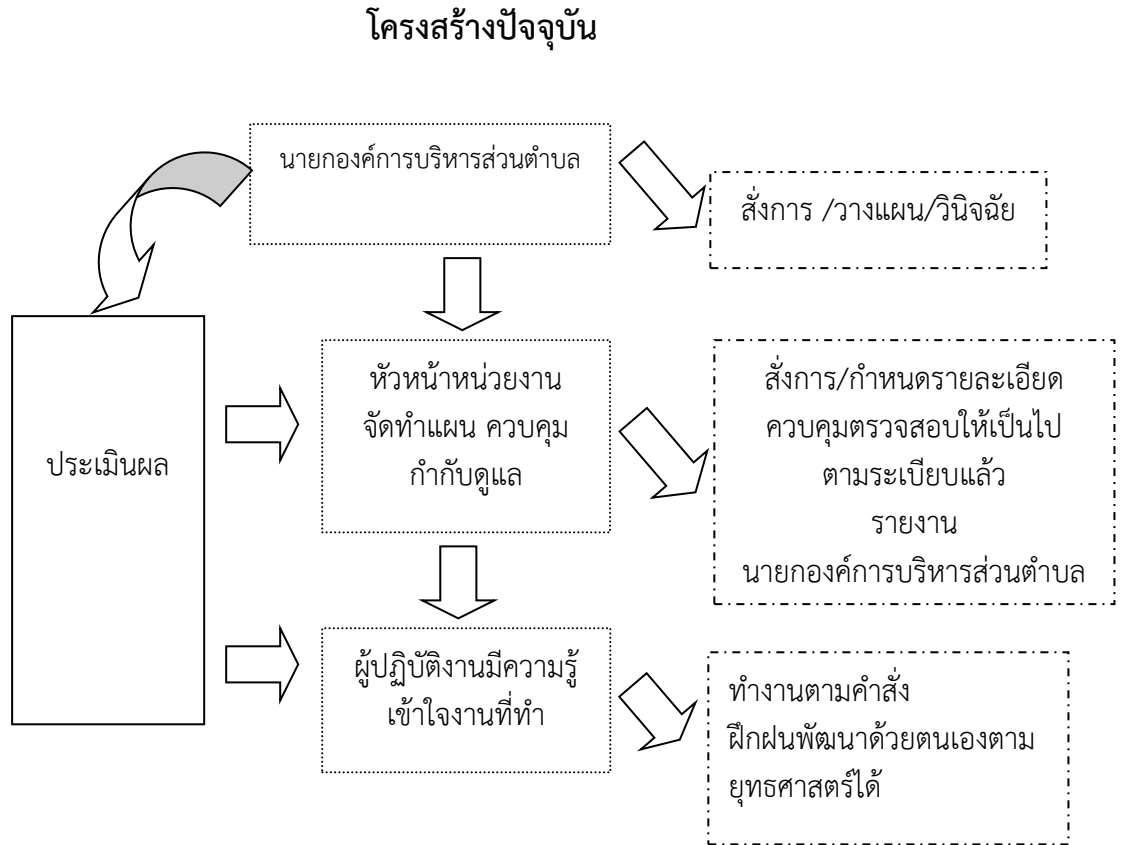 โครงสร้างปัจจุบัน
นายกองค์การบริหารส่วนตำบล
สั่งการ /วางแผน/วินิจฉัย
ประเมินผล
หัวหน้าหน่วยงาน
จัดทำแผน ควบคุม
กำกับดูแล
สั่งการ/กำหนดรายละเอียด
ควบคุมตรวจสอบให้เป็นไป
ตามระเบียบแล้ว
รายงาน
นายกองค์การบริหารส่วนตำบล
ผู้ปฏิบัติงานมีความรู้
เข้าใจงานที่ทำ
ทำงานตามคำสั่ง
ฝึกฝนพัฒนาด้วยตนเองตาม
ยุทธศาสตร์ได้